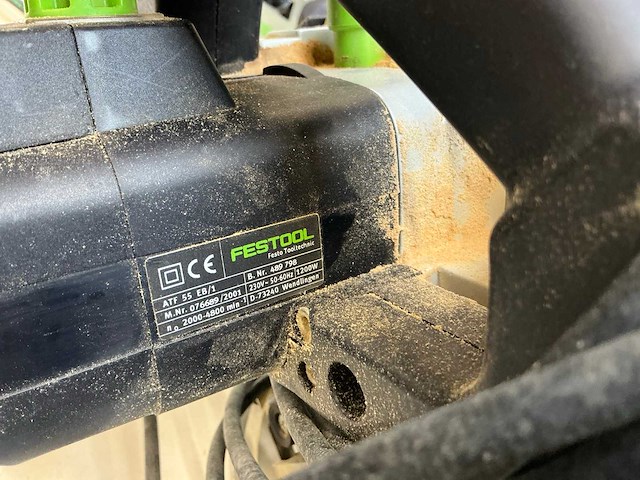 CE
FESTOOL
Festo Tooltechnic
ATF 55 EB/1
B. Nr. 489 798
M.Nr. 076689/2001
230V~ 50-60Hz 1200W
n₀ 2000-4800 min⁻¹
D-73240 Wendlingen